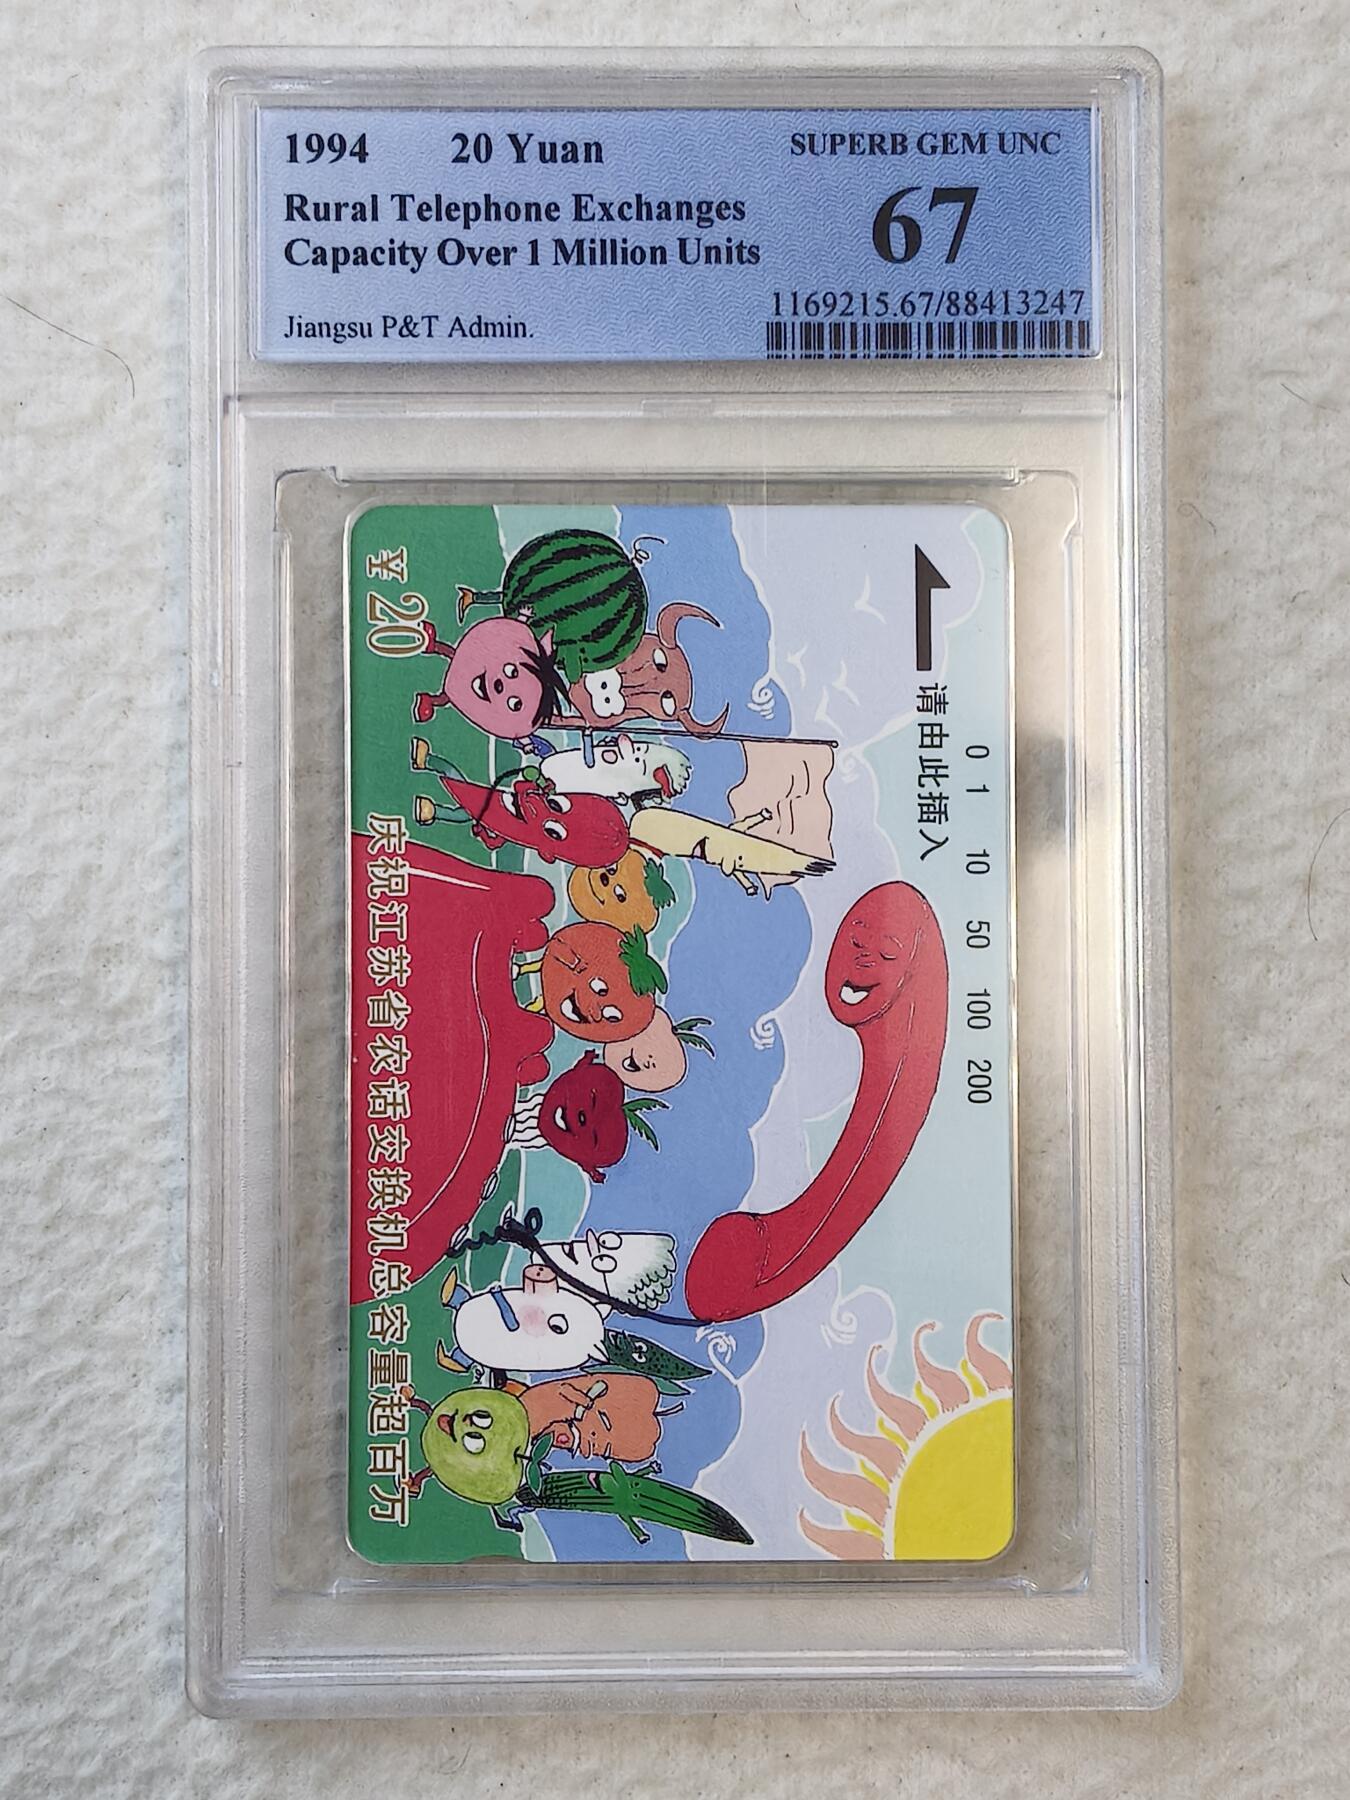 1994 20 Yuan SUPERB GEM UNC
Rural Telephone Exchanges
Capacity Over 1 Million Units
67
Jiangsu P&T Admin.
1169215.67/88413247
0 1 10 50 100 200
请由此插入
¥20
庆祝江苏省农话交换机总容量超百万